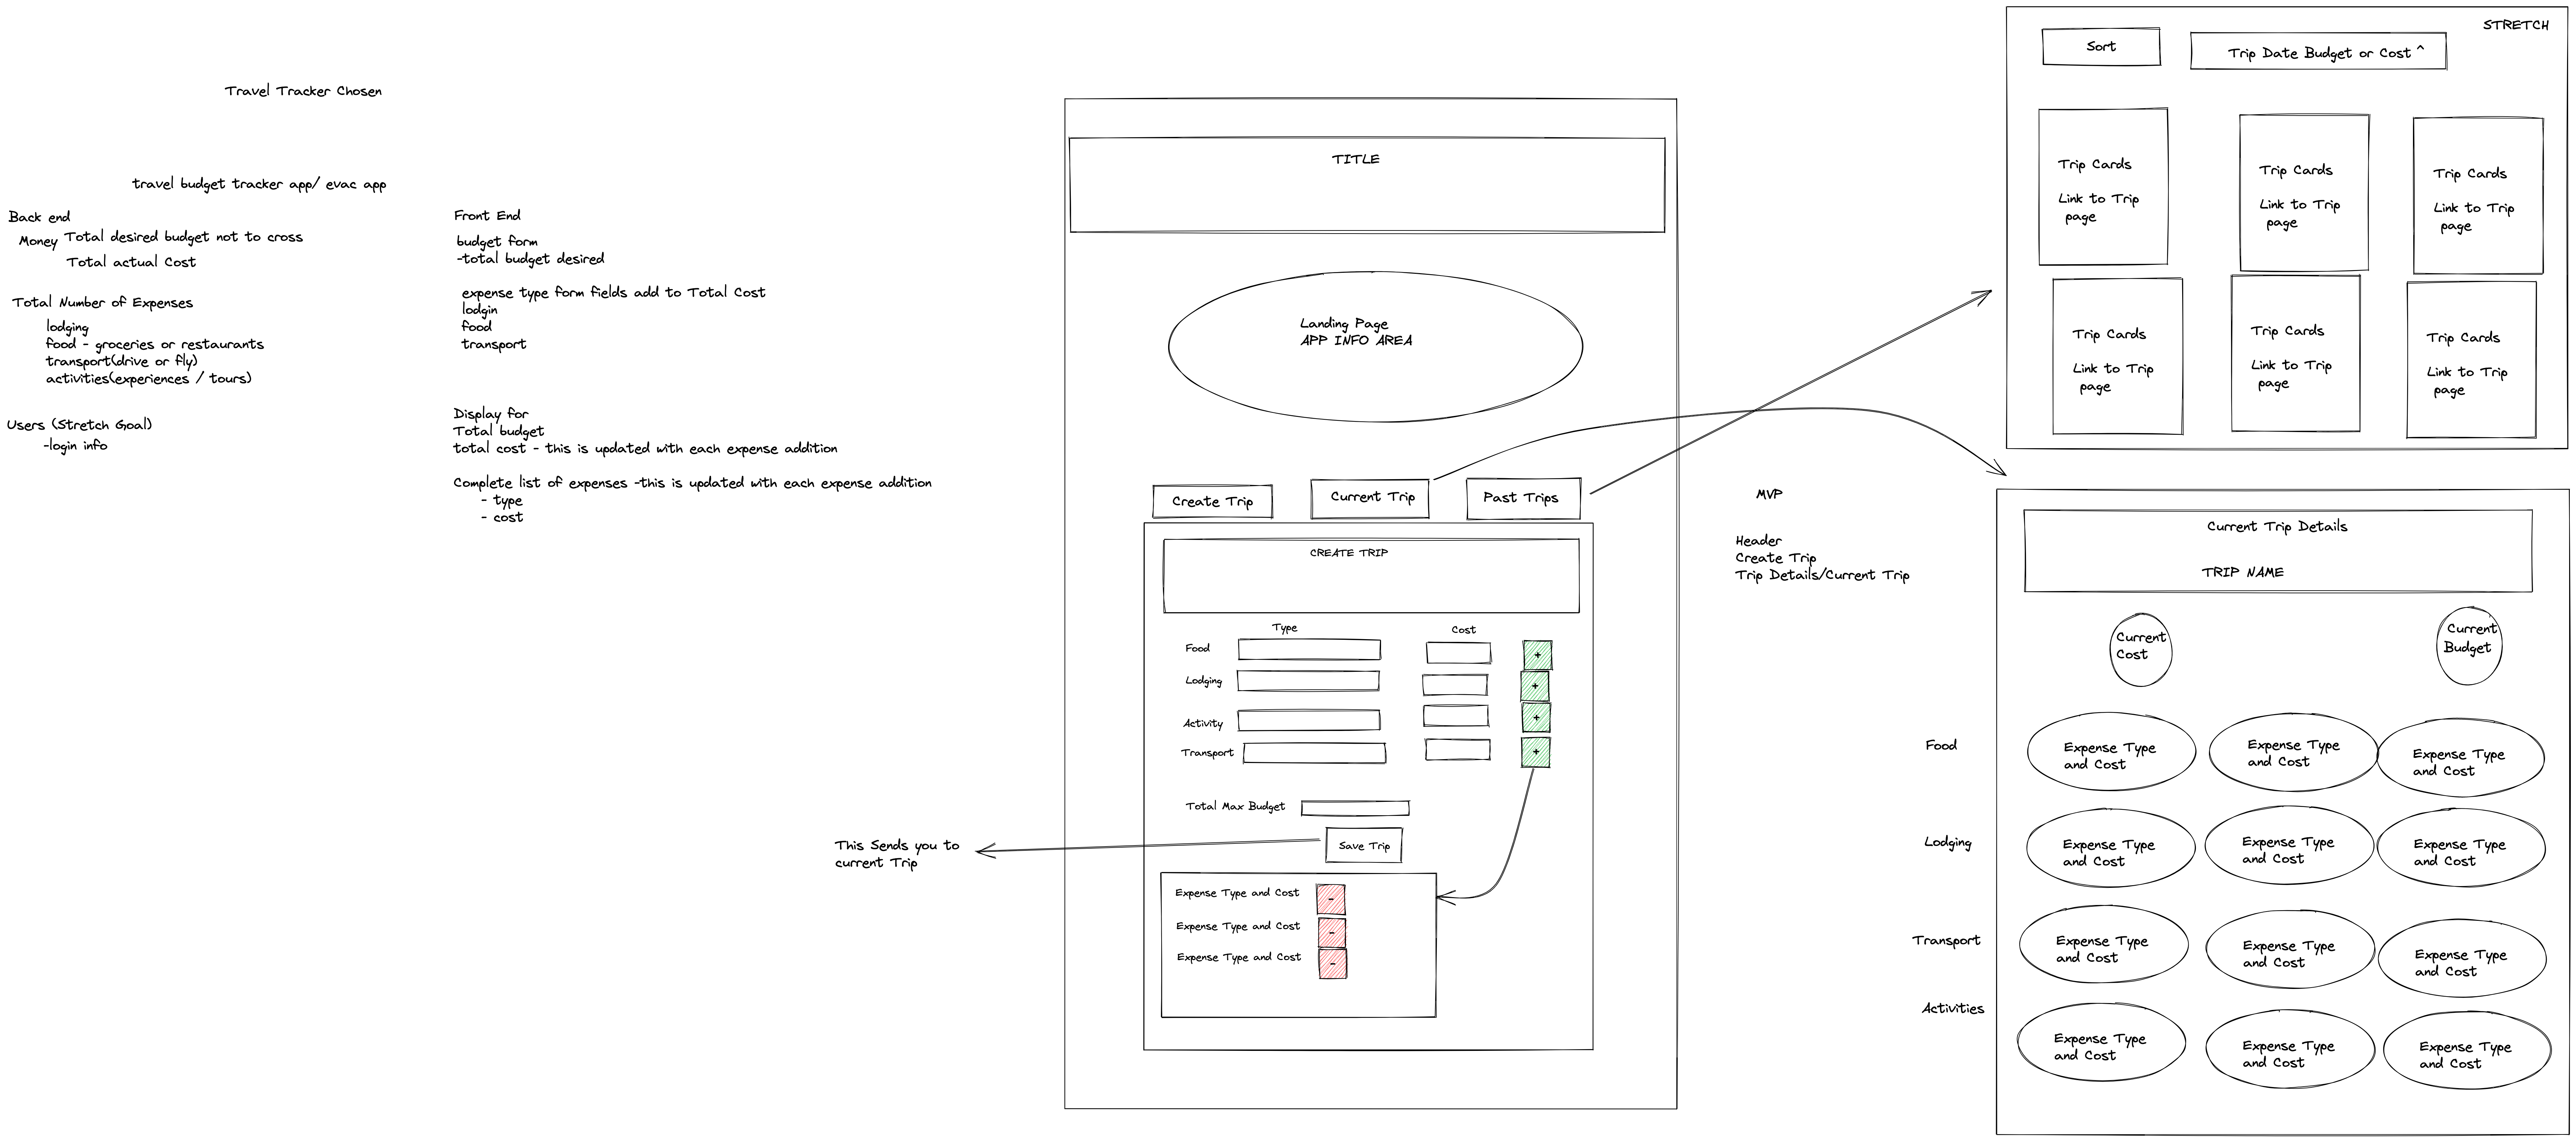 Travel Tracker Chosen
travel budget tracker app/ evac app
Back end
Money Total desired budget not to cross
Total actual Cost
Total Number of Expenses
lodging
food - groceries or restaurants
transport(drive or fly)
activities(experiences / tours)
Users (Stretch Goal)
-login info
Front End
budget form
-total budget desired
expense type form fields add to Total Cost
lodgin
food
transport
Display for
Total budget
total cost - this is updated with each expense addition
Complete list of expenses -this is updated with each expense addition
- type
- cost
TITLE
Landing Page
APP INFO AREA
Create Trip
Current Trip
Past Trips
CREATE TRIP
Type
Cost
Food
+
Lodging
+
Activity
+
Transport
+
Total Max Budget
Save Trip
This Sends you to
current Trip
Expense Type and Cost
-
Expense Type and Cost
-
Expense Type and Cost
-
MVP
Header
Create Trip
Trip Details/Current Trip
STRETCH
Sort
Trip Date Budget or Cost ^
Trip Cards
Link to Trip
page
Trip Cards
Link to Trip
page
Trip Cards
Link to Trip
page
Trip Cards
Link to Trip
page
Trip Cards
Link to Trip
page
Trip Cards
Link to Trip
page
Current Trip Details
TRIP NAME
Current
Cost
Current
Budget
Food
Expense Type
and Cost
Expense Type
and Cost
Expense Type
and Cost
Lodging
Expense Type
and Cost
Expense Type
and Cost
Expense Type
and Cost
Transport
Expense Type
and Cost
Expense Type
and Cost
Expense Type
and Cost
Activities
Expense Type
and Cost
Expense Type
and Cost
Expense Type
and Cost